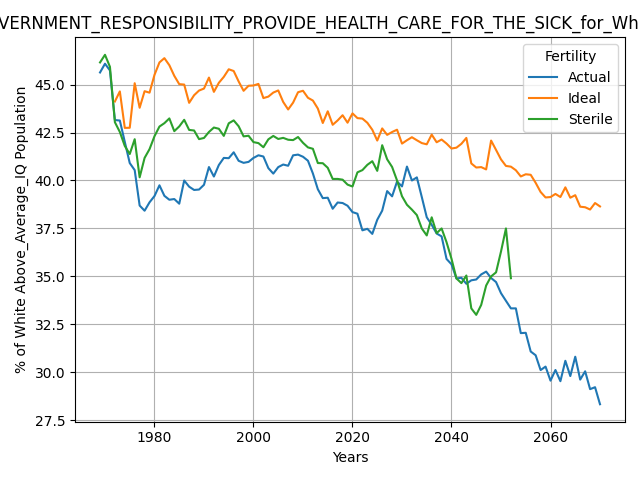 VERNMENT_RESPONSIBILITY_PROVIDE_HEALTH_CARE_FOR_THE_SICK_for_Wh
Fertility
Actual
Ideal
Sterile
% of White Above_Average_IQ Population
45.0
42.5
40.0
37.5
35.0
32.5
30.0
27.5
1980
2000
2020
2040
2060
Years